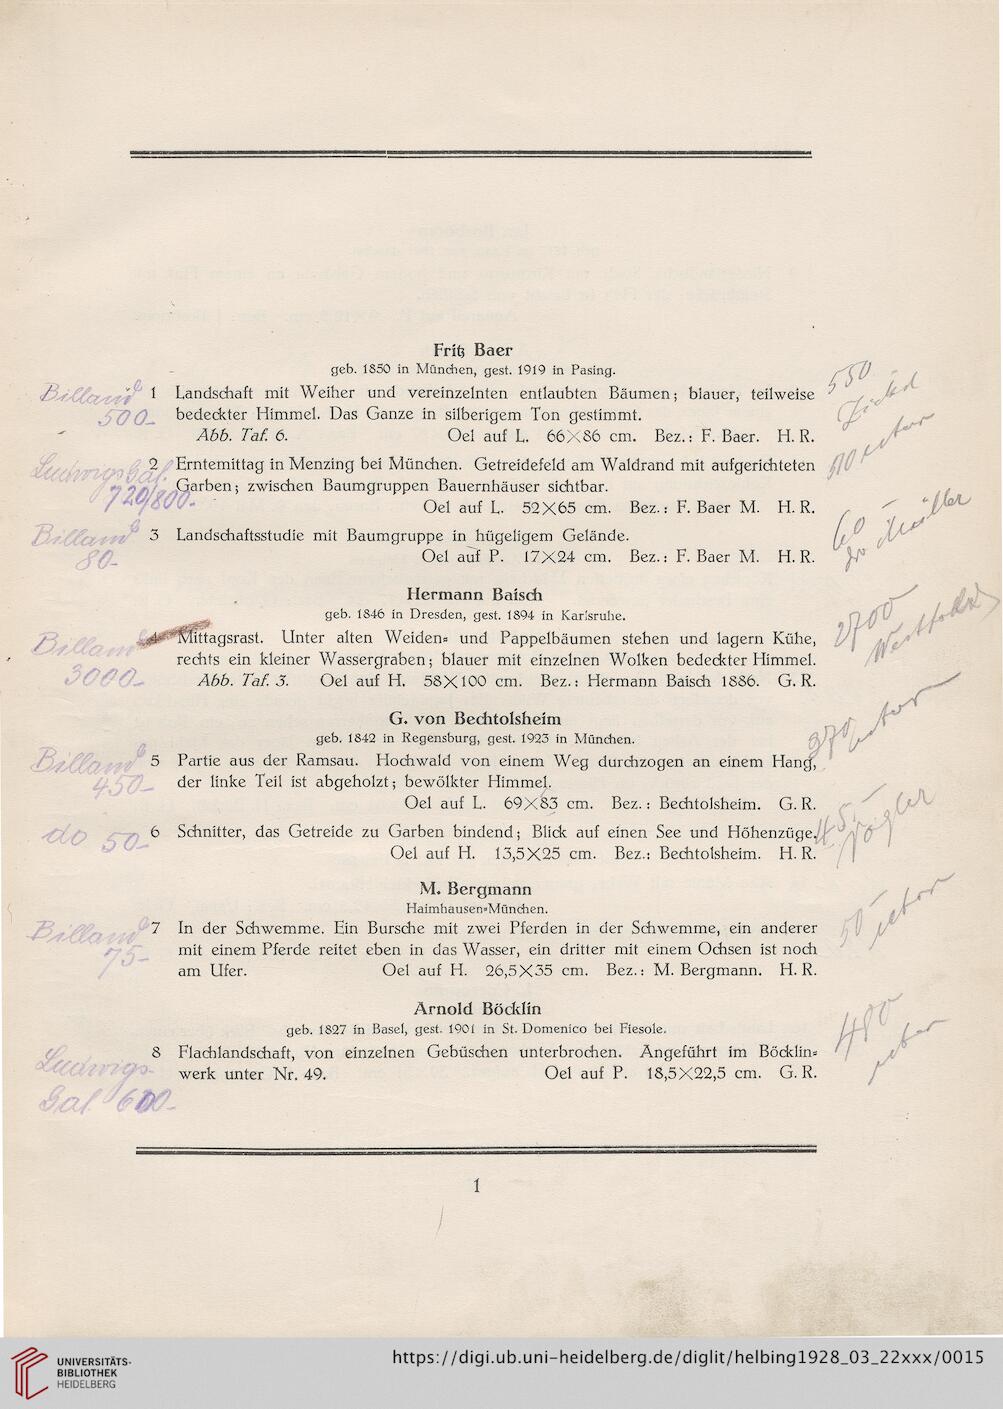 Fritz Baer
geb. 1850 in München, gest. 1919 in Pasing.
Billand 1 Landschaft mit Weiher und vereinzelnten entlaubten Bäumen; blauer, teilweise 550
500.- bedeckter Himmel. Das Ganze in silberigem Ton gestimmt.
Abb. Taf. 6. Oel auf L. 66×86 cm. Bez.: F. Baer. H. R.
Ludwigs Gal. 2 Erntemittag in Menzing bei München. Getreidefeld am Waldrand mit aufgerichteten
720/800.- Garben; zwischen Baumgruppen Bauernhäuser sichtbar.
Oel auf L. 52×65 cm. Bez.: F. Baer M. H. R.
Billand 3 Landschaftsstudie mit Baumgruppe in hügeligem Gelände. 60 –
80.- Oel auf P. 17×24 cm. Bez.: F. Baer M. H. R. Müller
Hermann Baisch
geb. 1846 in Dresden, gest. 1894 in Karlsruhe.
Billand 4 Mittagsrast. Unter alten Weiden= und Pappelbäumen stehen und lagern Kühe, 2700
rechts ein kleiner Wassergraben; blauer mit einzelnen Wolken bedeckter Himmel.
3000.- Abb. Taf. 3. Oel auf H. 58×100 cm. Bez.: Hermann Baisch 1886. G. R.
G. von Bechtolsheim
geb. 1842 in Regensburg, gest. 1923 in München.
Billand 5 Partie aus der Ramsau. Hochwald von einem Weg durchzogen an einem Hang, 370
450.- der linke Teil ist abgeholzt; bewölkter Himmel.
Oel auf L. 69×83 cm. Bez.: Bechtolsheim. G. R.
do 50.- 6 Schnitter, das Getreide zu Garben bindend; Blick auf einen See und Höhenzüge. 45.- Vögler
Oel auf H. 13,5×25 cm. Bez.: Bechtolsheim. H. R.
M. Bergmann
Haimhausen=München.
Billand 7 In der Schwemme. Ein Bursche mit zwei Pferden in der Schwemme, ein anderer 50 –
75.- mit einem Pferde reitet eben in das Wasser, ein dritter mit einem Ochsen ist noch
am Ufer. Oel auf H. 26,5×35 cm. Bez.: M. Bergmann. H. R.
Arnold Böcklin
geb. 1827 in Basel, gest. 1901 in St. Domenico bei Fiesole.
Ludwigs- 8 Flachlandschaft, von einzelnen Gebüschen unterbrochen. Angeführt im Böcklin= 480
werk unter Nr. 49. Oel auf P. 18,5×22,5 cm. G. R.
Gal. 600.-
1
UNIVERSITÄTS-
BIBLIOTHEK
HEIDELBERG
https://digi.ub.uni-heidelberg.de/diglit/helbing1928_03_22xxx/0015